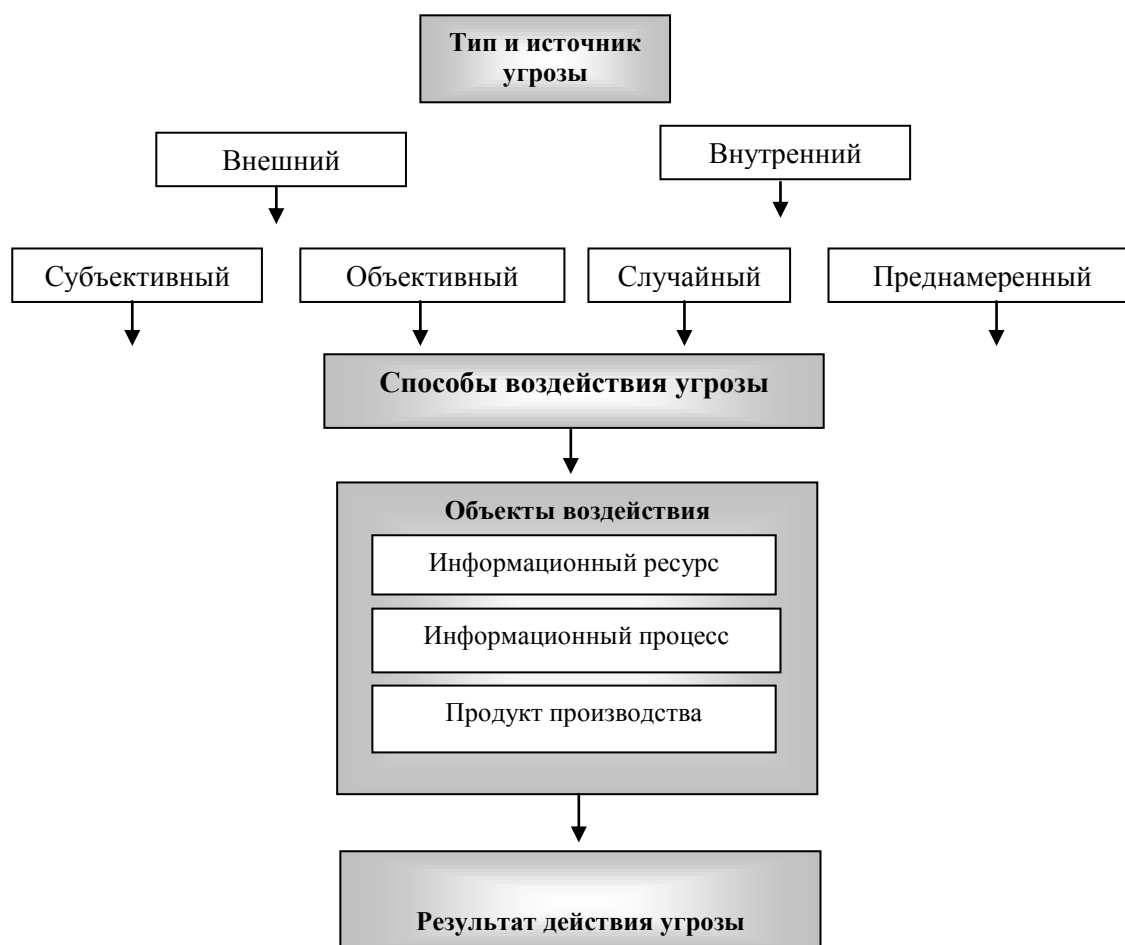 Тип и источник
угрозы
Внешний
Внутренний
Субъективный
Объективный
Случайный
Преднамеренный
Способы воздействия угрозы
Объекты воздействия
Информационный ресурс
Информационный процесс
Продукт производства
Результат действия угрозы